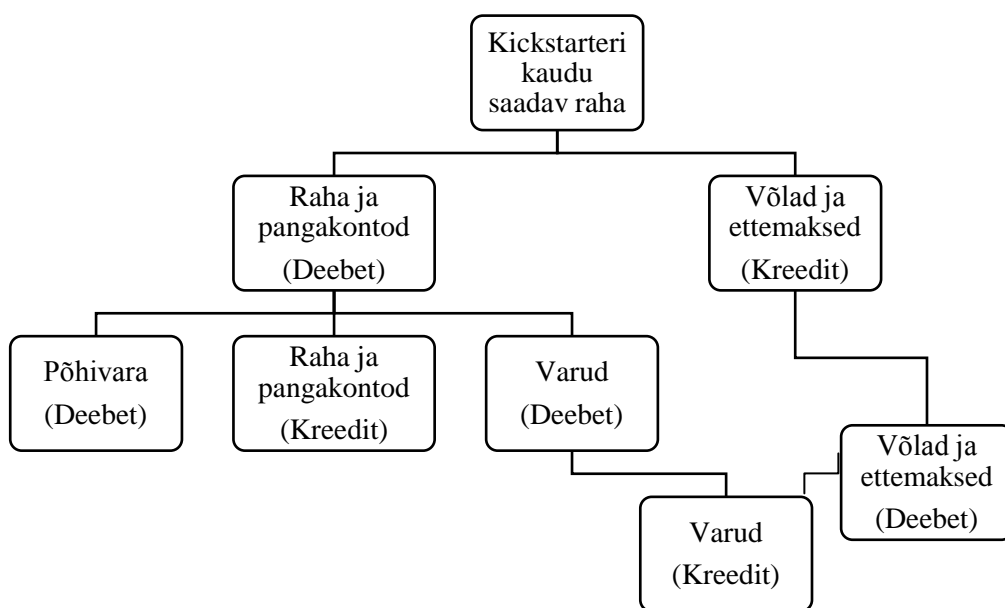 Kickstarteri
kaudu
saadav raha
Raha ja
pangakontod
(Deebet)
Võlad ja
ettemaksed
(Kreedit)
Põhivara
(Deebet)
Raha ja
pangakontod
(Kreedit)
Varud
(Deebet)
Võlad ja
ettemaksed
(Deebet)
Varud
(Kreedit)